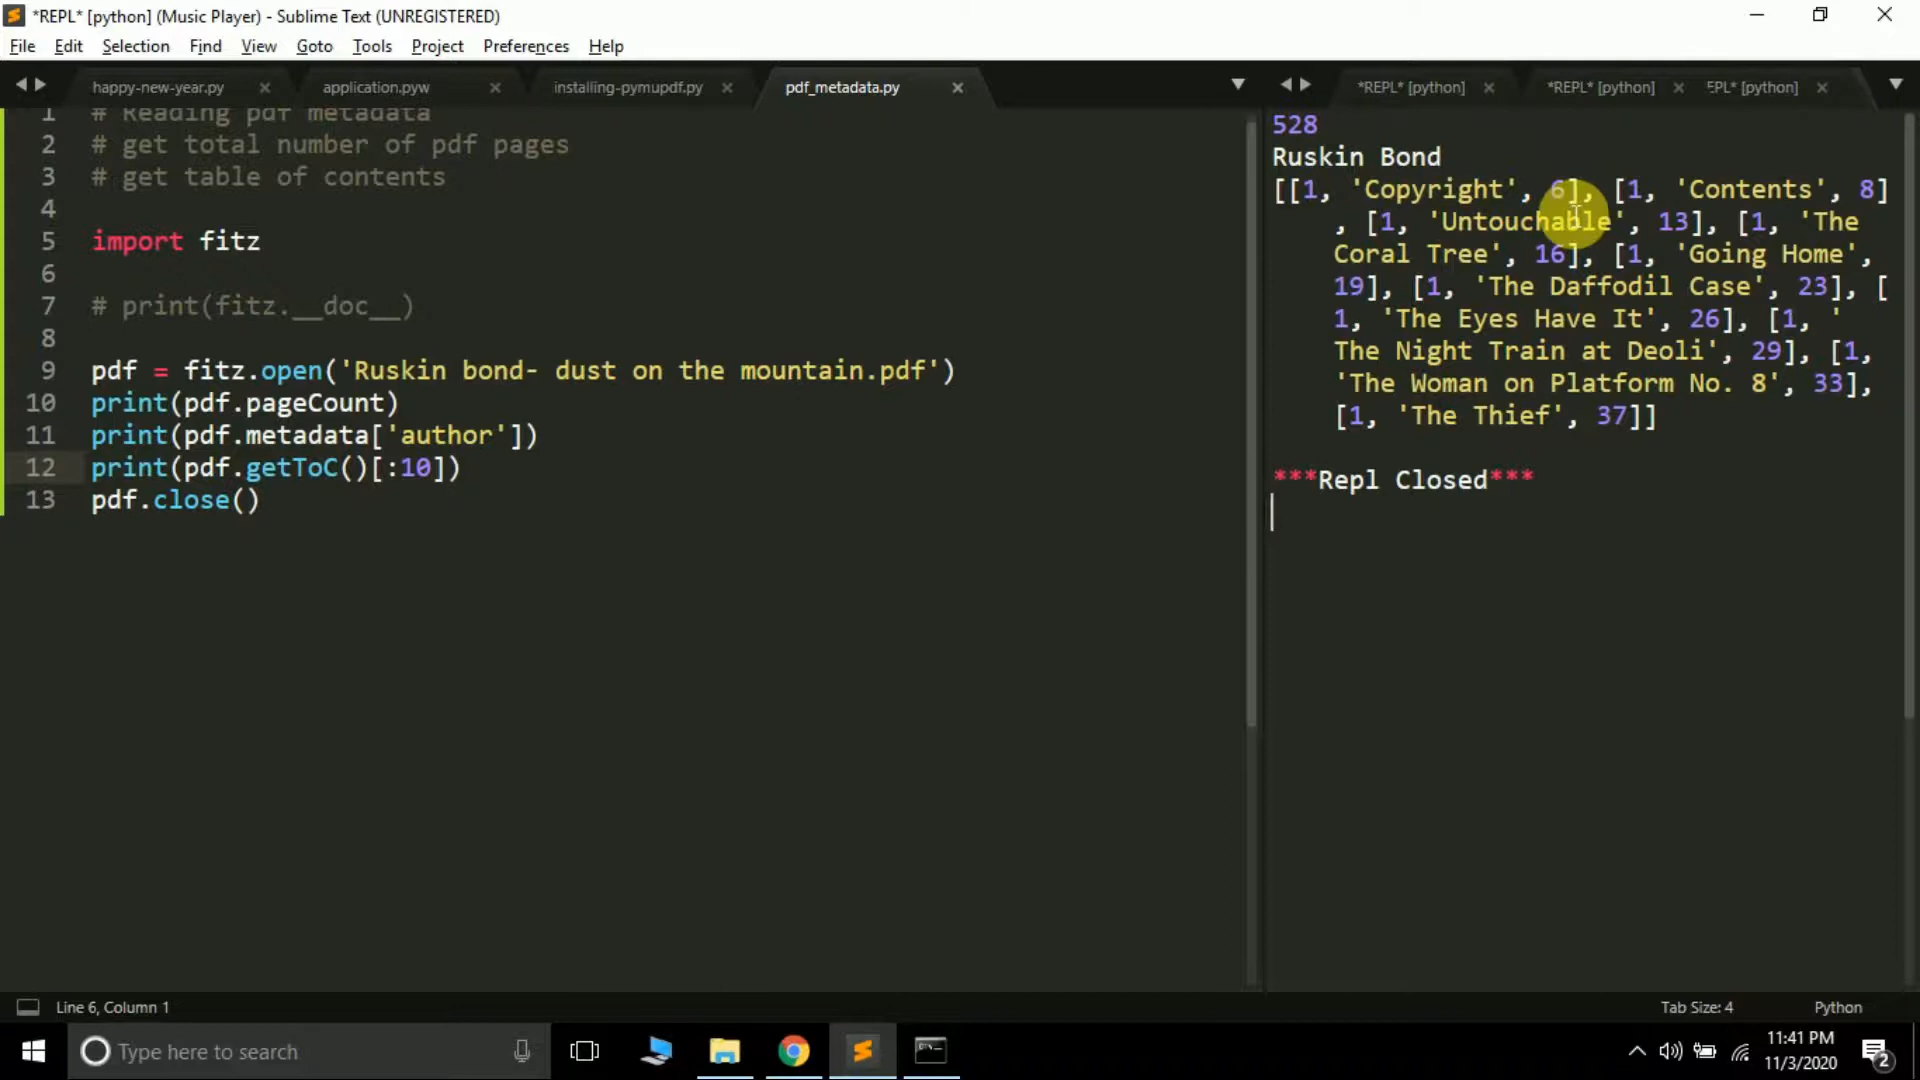 *REPL* [python] (Music Player) - Sublime Text (UNREGISTERED)
File Edit Selection Find View Goto Tools Project Preferences Help
happy-new-year.py application.pyw installing-pymupdf.py pdf_metadata.py
1 # Reading pdf metadata
2 # get total number of pdf pages
3 # get table of contents
4
5 import fitz
6
7 # print(fitz.__doc__)
8
9 pdf = fitz.open('Ruskin bond- dust on the mountain.pdf')
10 print(pdf.pageCount)
11 print(pdf.metadata['author'])
12 print(pdf.getToC()[:10])
13 pdf.close()
*REPL* [python] *REPL* [python] EPL* [python]
528
Ruskin Bond
[[1, 'Copyright', 6], [1, 'Contents', 8]
, [1, 'Untouchable', 13], [1, 'The
Coral Tree', 16], [1, 'Going Home',
19], [1, 'The Daffodil Case', 23], [
1, 'The Eyes Have It', 26], [1, '
The Night Train at Deoli', 29], [1,
'The Woman on Platform No. 8', 33],
[1, 'The Thief', 37]]
***Repl Closed***
Line 6, Column 1
Tab Size: 4 Python
Type here to search
11:41 PM
11/3/2020
2